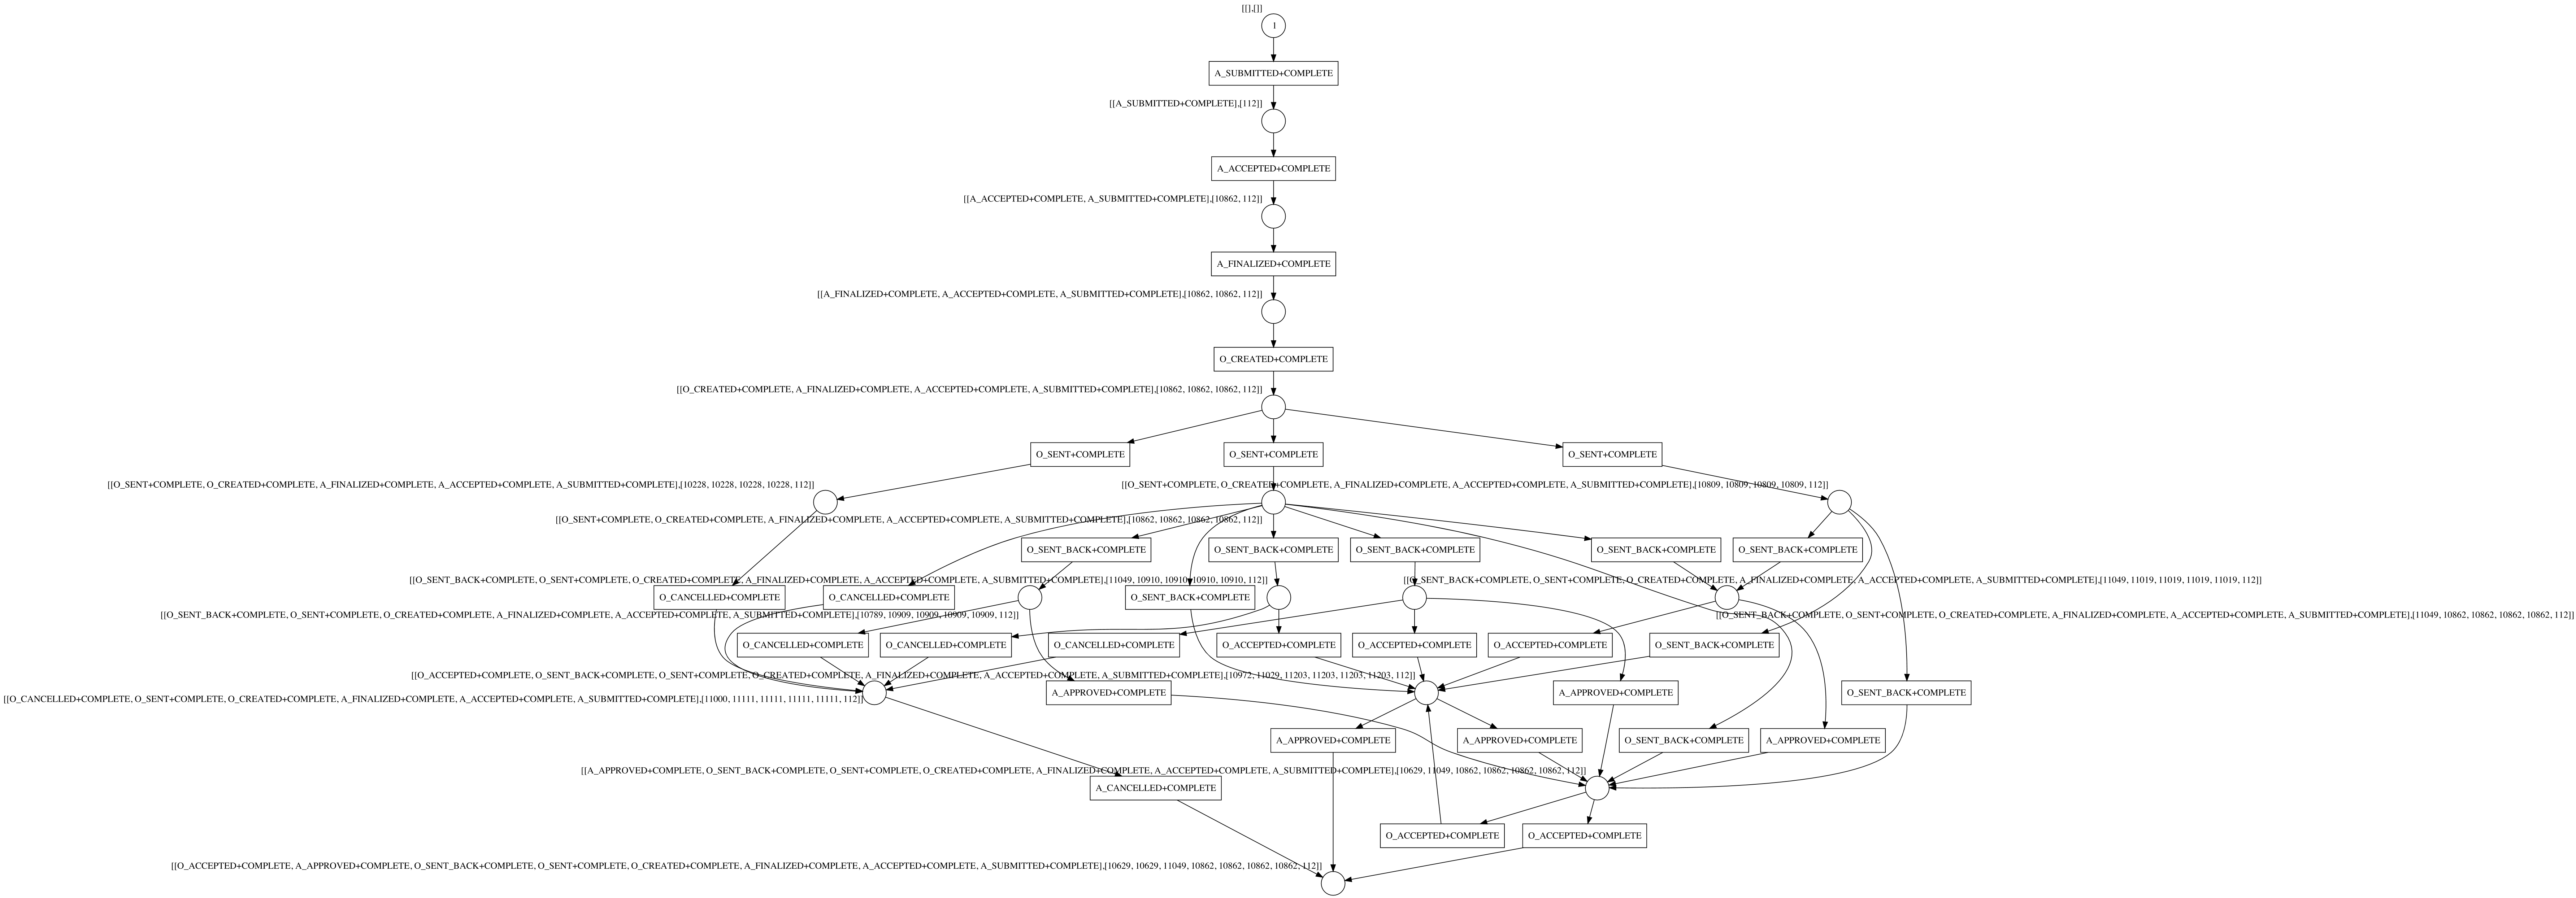 [[],[]]
1
A_SUBMITTED+COMPLETE
[[A_SUBMITTED+COMPLETE],[112]]
A_ACCEPTED+COMPLETE
[[A_ACCEPTED+COMPLETE, A_SUBMITTED+COMPLETE],[10862, 112]]
A_FINALIZED+COMPLETE
[[A_FINALIZED+COMPLETE, A_ACCEPTED+COMPLETE, A_SUBMITTED+COMPLETE],[10862, 10862, 112]]
O_CREATED+COMPLETE
[[O_CREATED+COMPLETE, A_FINALIZED+COMPLETE, A_ACCEPTED+COMPLETE, A_SUBMITTED+COMPLETE],[10862, 10862, 10862, 112]]
O_SENT+COMPLETE
O_SENT+COMPLETE
O_SENT+COMPLETE
[[O_SENT+COMPLETE, O_CREATED+COMPLETE, A_FINALIZED+COMPLETE, A_ACCEPTED+COMPLETE, A_SUBMITTED+COMPLETE],[10228, 10228, 10228, 10228, 112]]
[[O_SENT+COMPLETE, O_CREATED+COMPLETE, A_FINALIZED+COMPLETE, A_ACCEPTED+COMPLETE, A_SUBMITTED+COMPLETE],[10809, 10809, 10809, 10809, 112]]
[[O_SENT+COMPLETE, O_CREATED+COMPLETE, A_FINALIZED+COMPLETE, A_ACCEPTED+COMPLETE, A_SUBMITTED+COMPLETE],[10862, 10862, 10862, 10862, 112]]
O_SENT_BACK+COMPLETE
O_SENT_BACK+COMPLETE
O_SENT_BACK+COMPLETE
O_SENT_BACK+COMPLETE
O_SENT_BACK+COMPLETE
[[O_SENT_BACK+COMPLETE, O_SENT+COMPLETE, O_CREATED+COMPLETE, A_FINALIZED+COMPLETE, A_ACCEPTED+COMPLETE, A_SUBMITTED+COMPLETE],[11049, 10910, 10910, 10910, 10910, 112]]
[[O_SENT_BACK+COMPLETE, O_SENT+COMPLETE, O_CREATED+COMPLETE, A_FINALIZED+COMPLETE, A_ACCEPTED+COMPLETE, A_SUBMITTED+COMPLETE],[11049, 11019, 11019, 11019, 11019, 112]]
O_CANCELLED+COMPLETE
O_CANCELLED+COMPLETE
O_SENT_BACK+COMPLETE
[[O_SENT_BACK+COMPLETE, O_SENT+COMPLETE, O_CREATED+COMPLETE, A_FINALIZED+COMPLETE, A_ACCEPTED+COMPLETE, A_SUBMITTED+COMPLETE],[10789, 10909, 10909, 10909, 10909, 112]]
[[O_SENT_BACK+COMPLETE, O_SENT+COMPLETE, O_CREATED+COMPLETE, A_FINALIZED+COMPLETE, A_ACCEPTED+COMPLETE, A_SUBMITTED+COMPLETE],[11049, 10862, 10862, 10862, 10862, 112]]
O_CANCELLED+COMPLETE
O_CANCELLED+COMPLETE
O_CANCELLED+COMPLETE
O_ACCEPTED+COMPLETE
O_ACCEPTED+COMPLETE
O_ACCEPTED+COMPLETE
O_SENT_BACK+COMPLETE
[[O_ACCEPTED+COMPLETE, O_SENT_BACK+COMPLETE, O_SENT+COMPLETE, O_CREATED+COMPLETE, A_FINALIZED+COMPLETE, A_ACCEPTED+COMPLETE, A_SUBMITTED+COMPLETE],[10972, 11029, 11203, 11203, 11203, 11203, 112]]
[[O_CANCELLED+COMPLETE, O_SENT+COMPLETE, O_CREATED+COMPLETE, A_FINALIZED+COMPLETE, A_ACCEPTED+COMPLETE, A_SUBMITTED+COMPLETE],[11000, 11111, 11111, 11111, 11111, 112]]
A_APPROVED+COMPLETE
A_APPROVED+COMPLETE
O_SENT_BACK+COMPLETE
A_APPROVED+COMPLETE
A_APPROVED+COMPLETE
O_SENT_BACK+COMPLETE
A_APPROVED+COMPLETE
[[A_APPROVED+COMPLETE, O_SENT_BACK+COMPLETE, O_SENT+COMPLETE, O_CREATED+COMPLETE, A_FINALIZED+COMPLETE, A_ACCEPTED+COMPLETE, A_SUBMITTED+COMPLETE],[10629, 11049, 10862, 10862, 10862, 10862, 112]]
A_CANCELLED+COMPLETE
O_ACCEPTED+COMPLETE
O_ACCEPTED+COMPLETE
[[O_ACCEPTED+COMPLETE, A_APPROVED+COMPLETE, O_SENT_BACK+COMPLETE, O_SENT+COMPLETE, O_CREATED+COMPLETE, A_FINALIZED+COMPLETE, A_ACCEPTED+COMPLETE, A_SUBMITTED+COMPLETE],[10629, 10629, 11049, 10862, 10862, 10862, 10862, 112]]